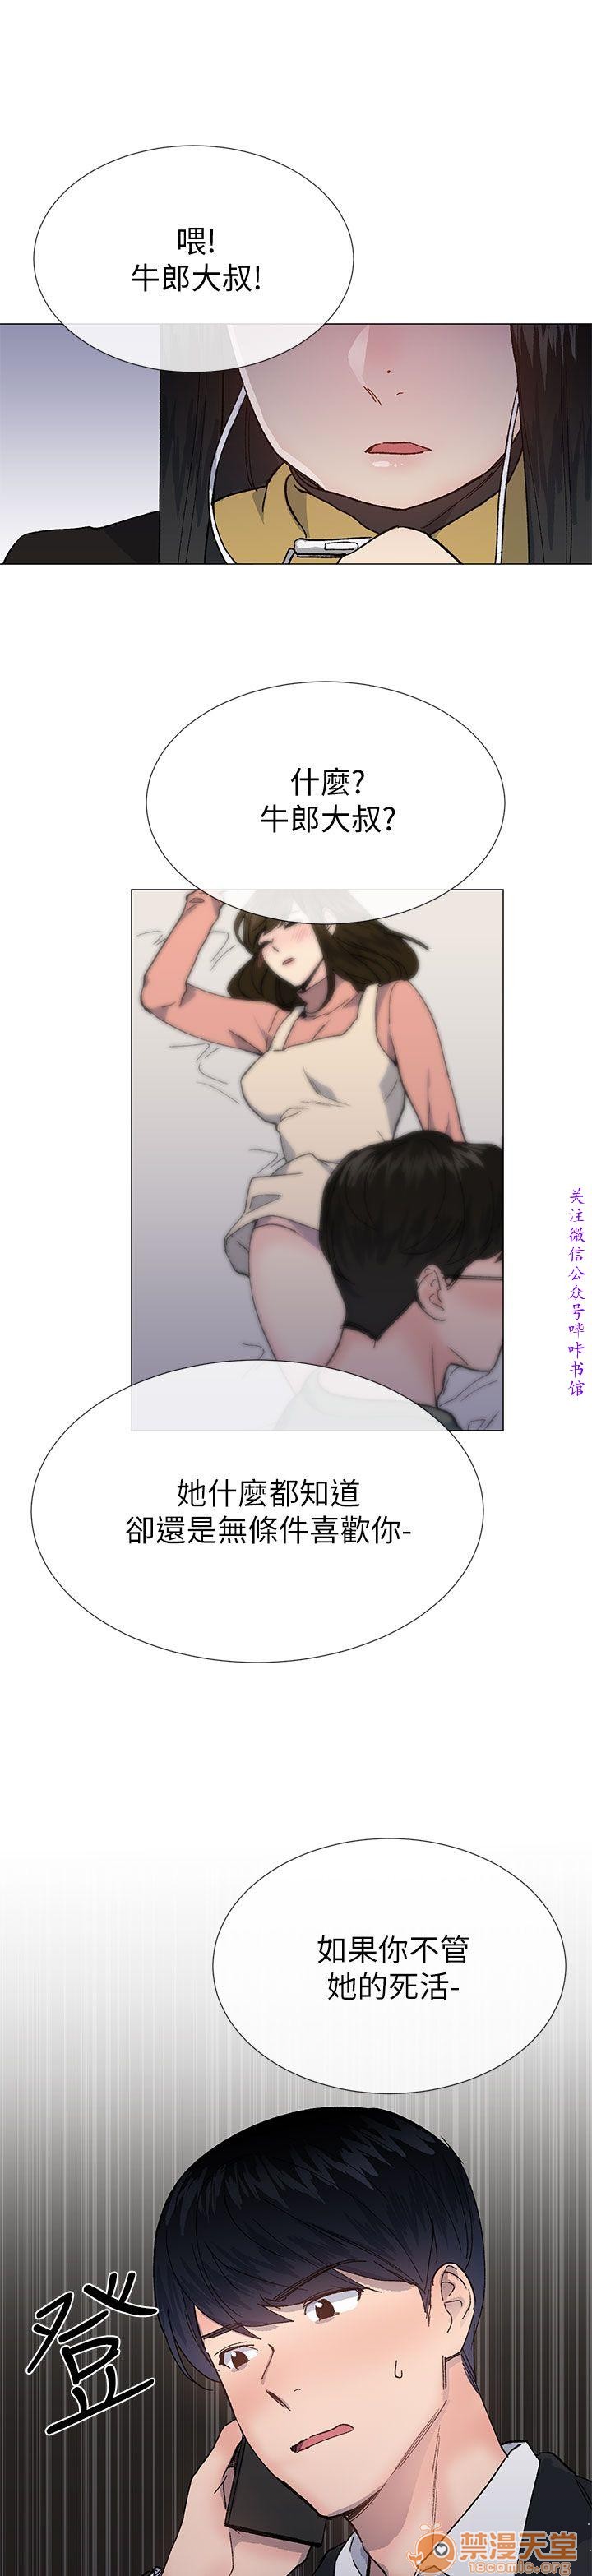 喂!
牛郎大叔!
什麼?
牛郎大叔?
关注微信公众号哔咔书馆
她什麼都知道
卻還是無條件喜歡你-
如果你不管
她的死活-
登
禁漫天堂
18comic.org